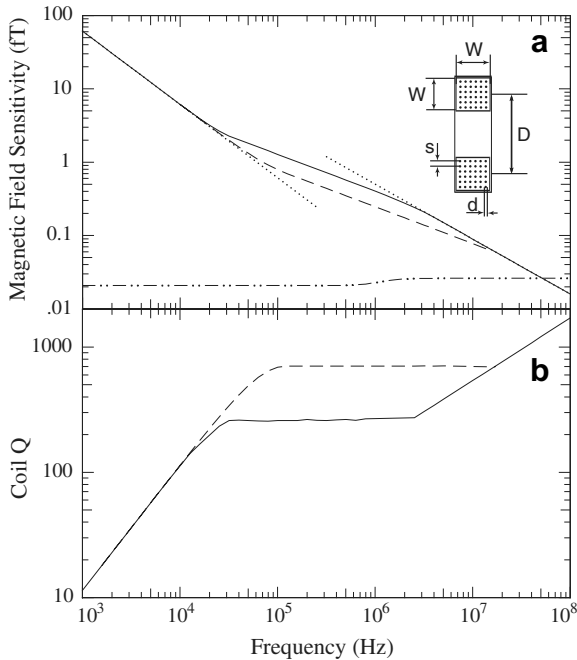 Magnetic Field Sensitivity (fT)
100
10
1
0.1
.01
a
W
W
s
D
d
Coil Q
1000
100
10
b
10³ 10⁴ 10⁵ 10⁶ 10⁷ 10⁸
Frequency (Hz)